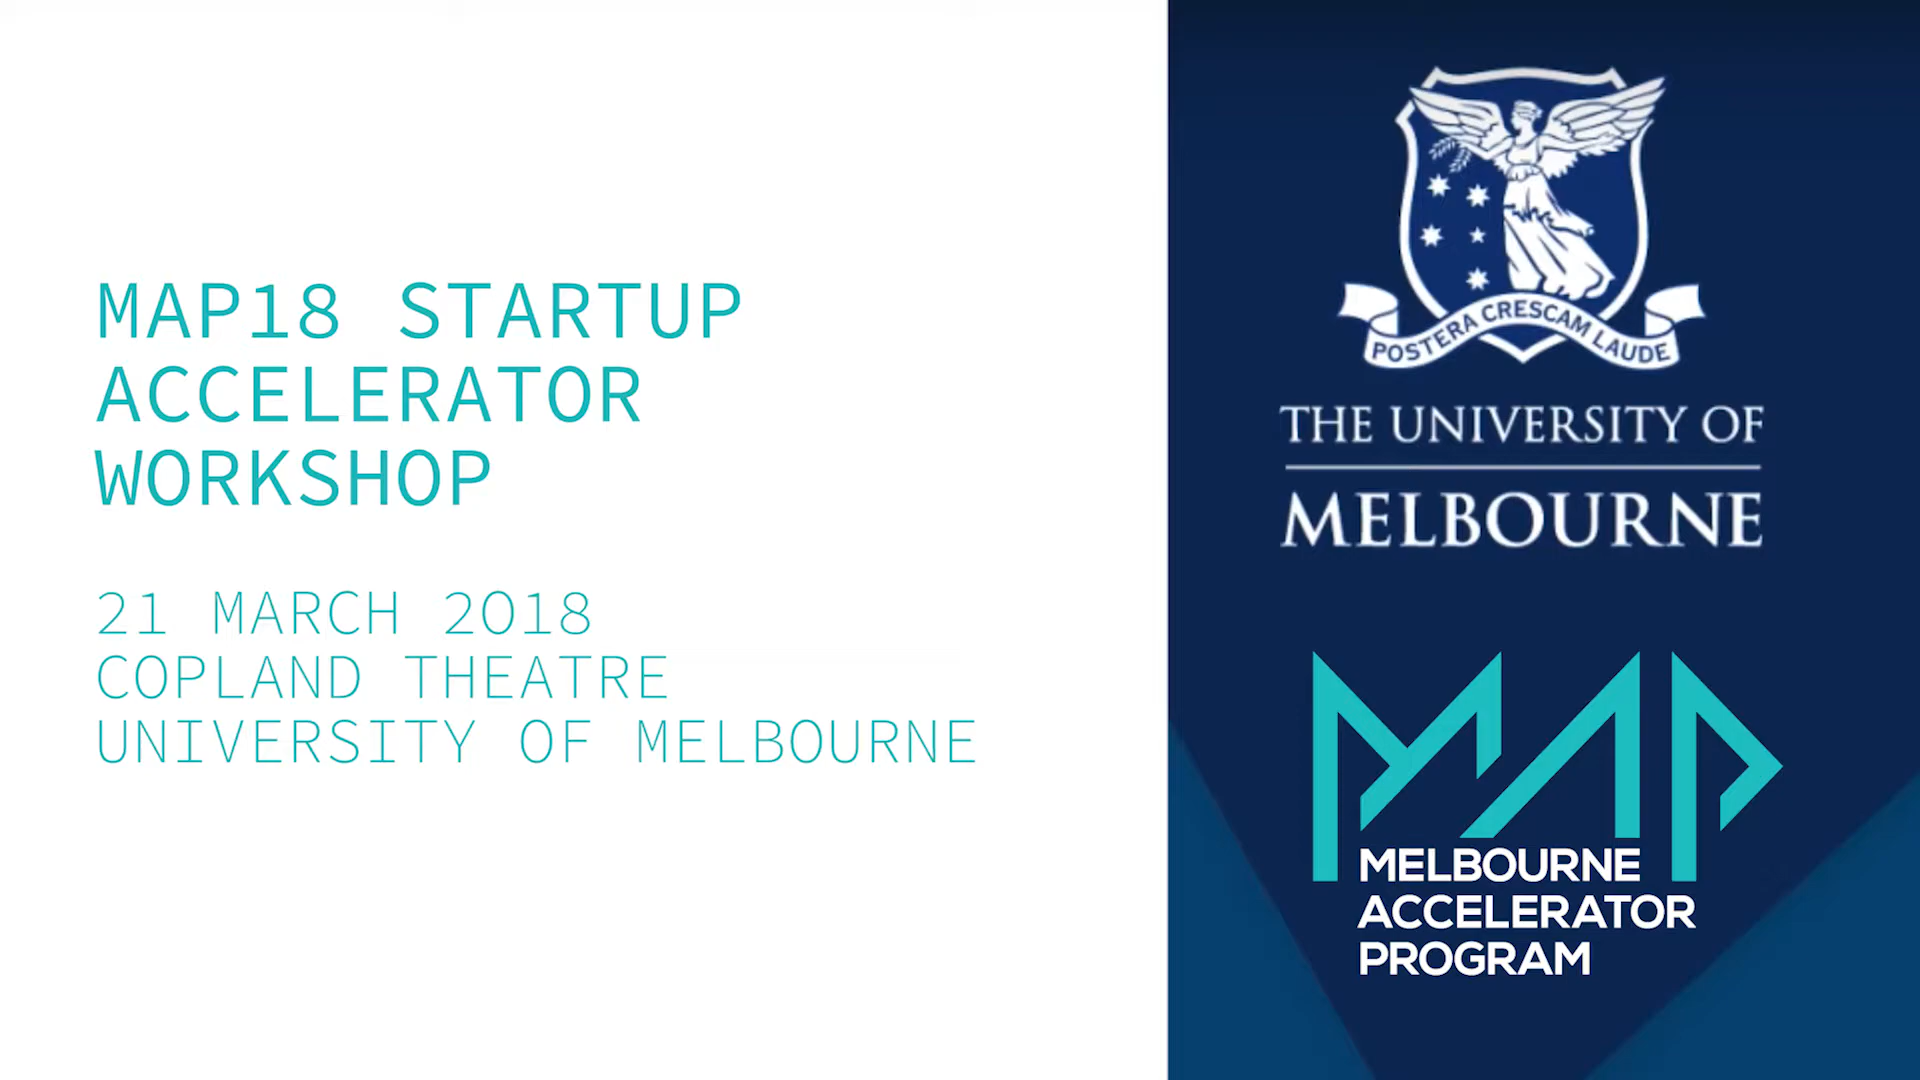 MAP18 STARTUP
ACCELERATOR
WORKSHOP
21 MARCH 2018
COPLAND THEATRE
UNIVERSITY OF MELBOURNE
POSTERA CRESCAM LAUDE
THE UNIVERSITY OF
MELBOURNE
MAP
MELBOURNE
ACCELERATOR
PROGRAM